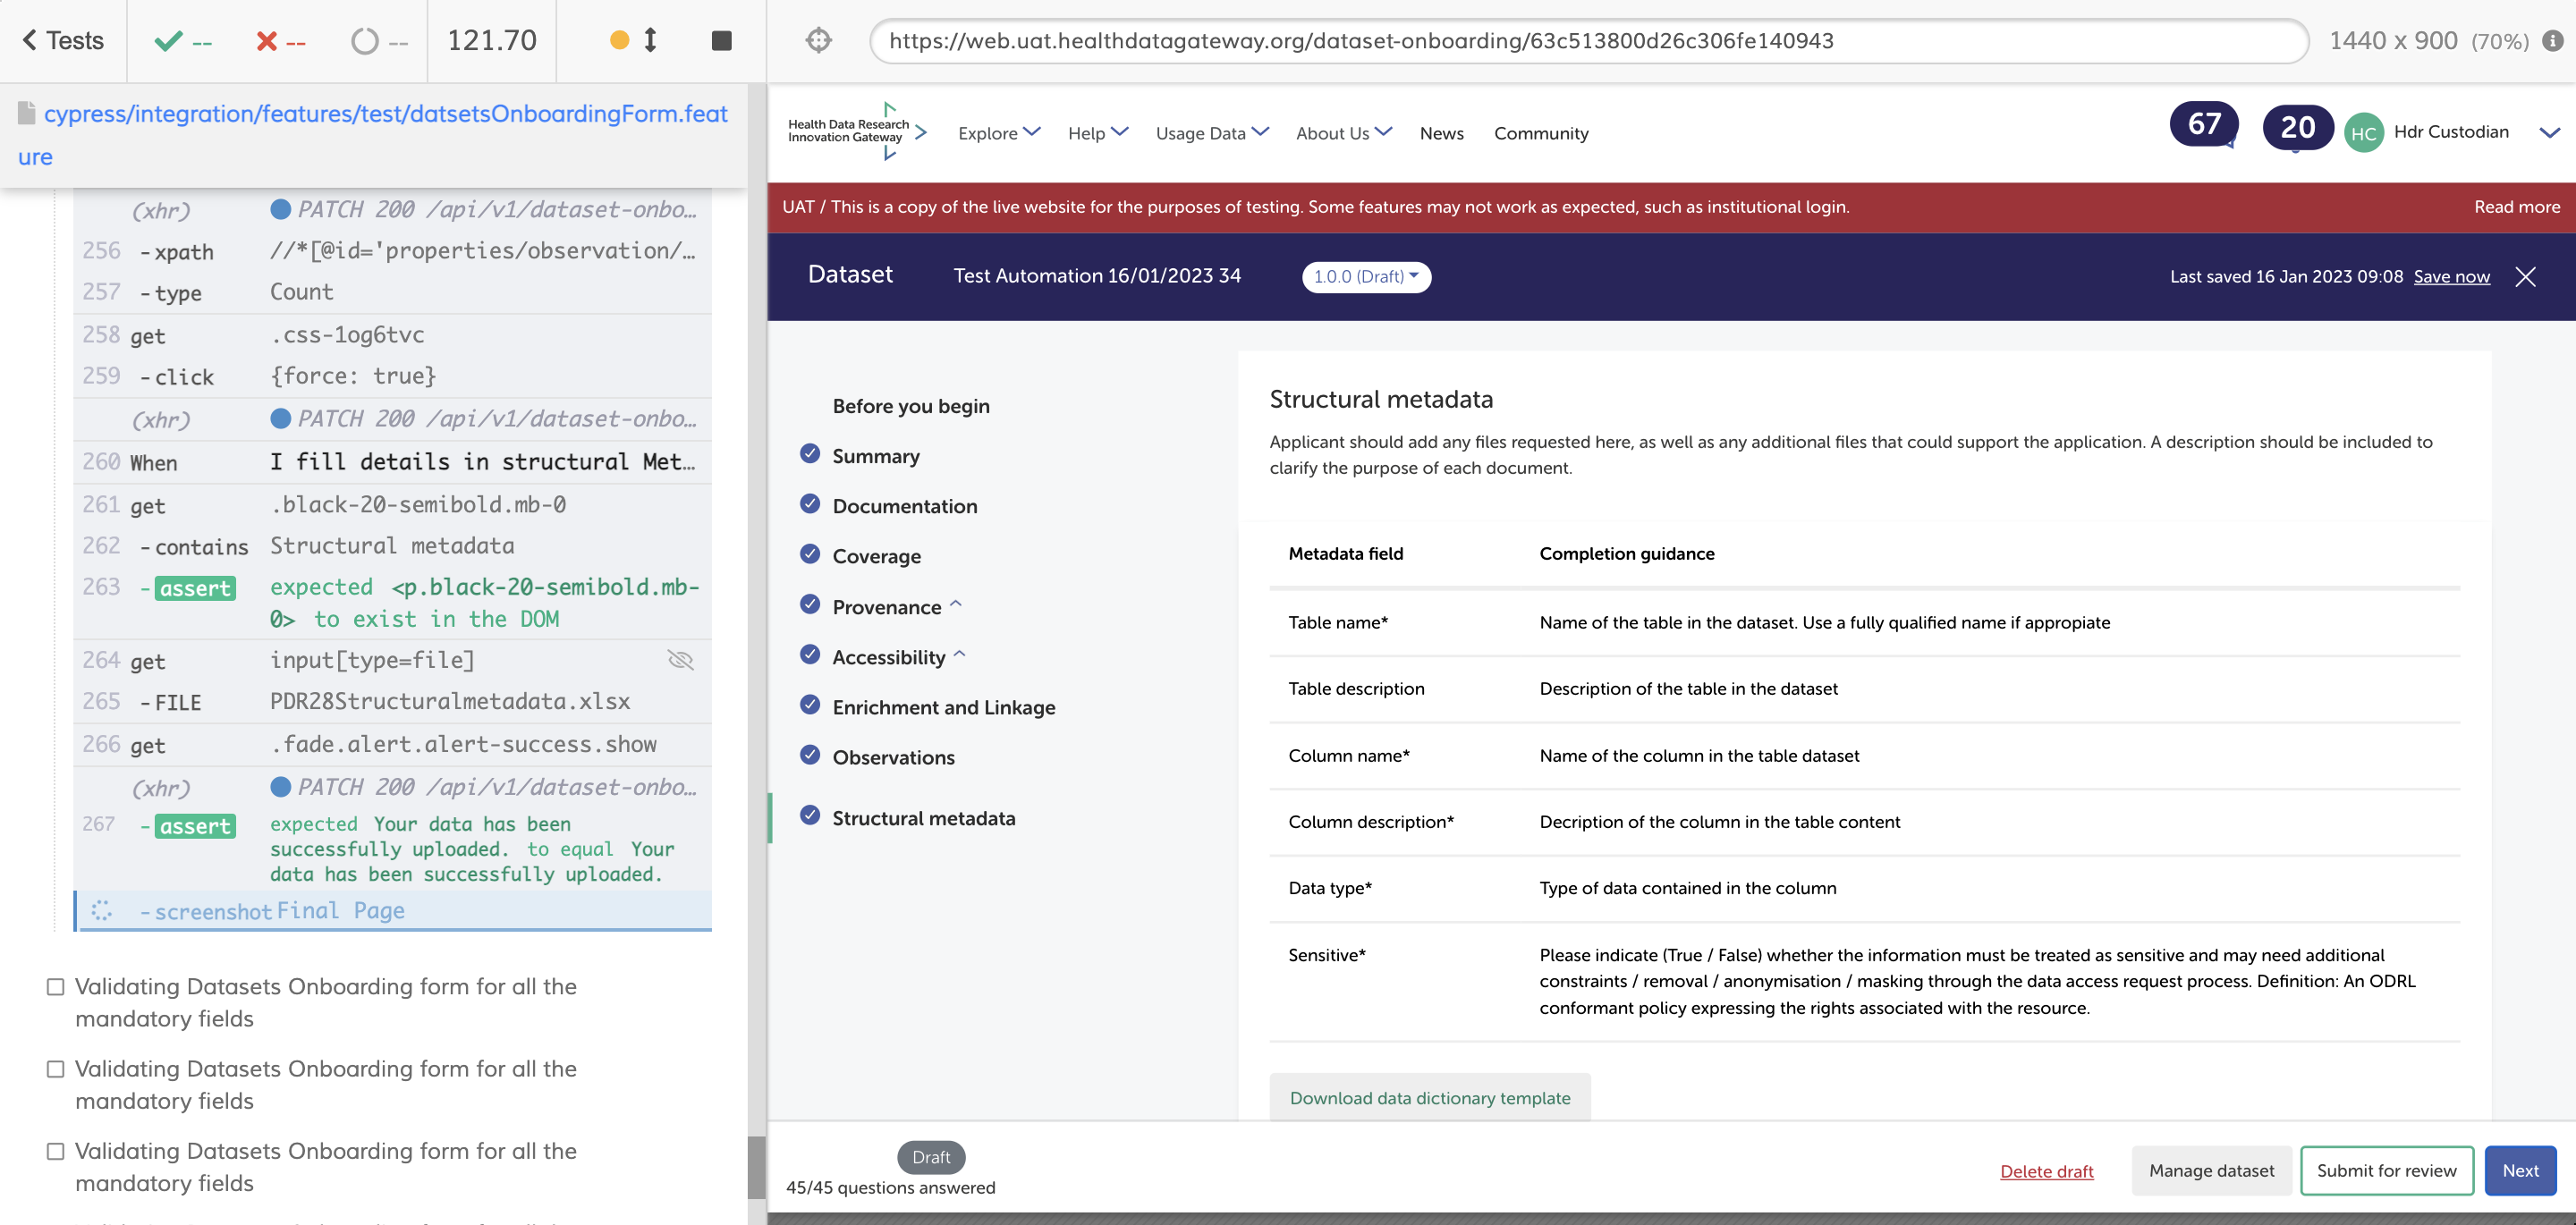 Tests
--
--
--
121.70
https://web.uat.healthdatagateway.org/dataset-onboarding/63c513800d26c306fe140943
1440 x 900 (70%)
cypress/integration/features/test/datsetsOnboardingForm.feat
ure
(xhr) PATCH 200 /api/v1/dataset-onbo…
256 -xpath //*[@id='properties/observation/…
257 -type Count
258 get .css-1og6tvc
259 -click {force: true}
(xhr) PATCH 200 /api/v1/dataset-onbo…
260 When I fill details in structural Met…
261 get .black-20-semibold.mb-0
262 -contains Structural metadata
263 -assert expected <p.black-20-semibold.mb-
0> to exist in the DOM
264 get input[type=file]
265 -FILE PDR28Structuralmetadata.xlsx
266 get .fade.alert.alert-success.show
(xhr) PATCH 200 /api/v1/dataset-onbo…
267 -assert expected Your data has been
successfully uploaded. to equal Your
data has been successfully uploaded.
-screenshot Final Page
Validating Datasets Onboarding form for all the
mandatory fields
Validating Datasets Onboarding form for all the
mandatory fields
Validating Datasets Onboarding form for all the
mandatory fields
Health Data Research
Innovation Gateway
Explore
Help
Usage Data
About Us
News
Community
67
20
HC
Hdr Custodian
UAT / This is a copy of the live website for the purposes of testing. Some features may not work as expected, such as institutional login.
Read more
Dataset
Test Automation 16/01/2023 34
1.0.0 (Draft)
Last saved 16 Jan 2023 09:08 Save now
Before you begin
Summary
Documentation
Coverage
Provenance
Accessibility
Enrichment and Linkage
Observations
Structural metadata
Structural metadata
Applicant should add any files requested here, as well as any additional files that could support the application. A description should be included to
clarify the purpose of each document.
Metadata field Completion guidance
Table name* Name of the table in the dataset. Use a fully qualified name if appropiate
Table description Description of the table in the dataset
Column name* Name of the column in the table dataset
Column description* Decription of the column in the table content
Data type* Type of data contained in the column
Sensitive* Please indicate (True / False) whether the information must be treated as sensitive and may need additional
constraints / removal / anonymisation / masking through the data access request process. Definition: An ODRL
conformant policy expressing the rights associated with the resource.
Download data dictionary template
Draft
45/45 questions answered
Delete draft
Manage dataset
Submit for review
Next